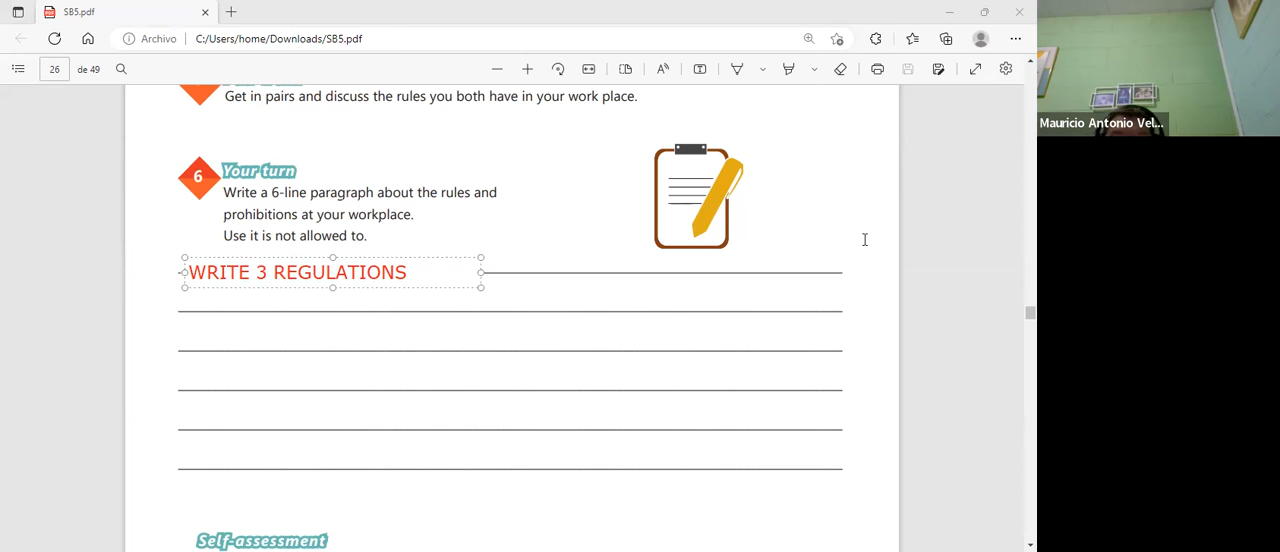 SB5.pdf
Archivo
C:/Users/home/Downloads/SB5.pdf
26
de 49
Get in pairs and discuss the rules you both have in your work place.
6
Your turn
Write a 6-line paragraph about the rules and
prohibitions at your workplace.
Use it is not allowed to.
WRITE 3 REGULATIONS
Self-assessment
Mauricio Antonio Vel...